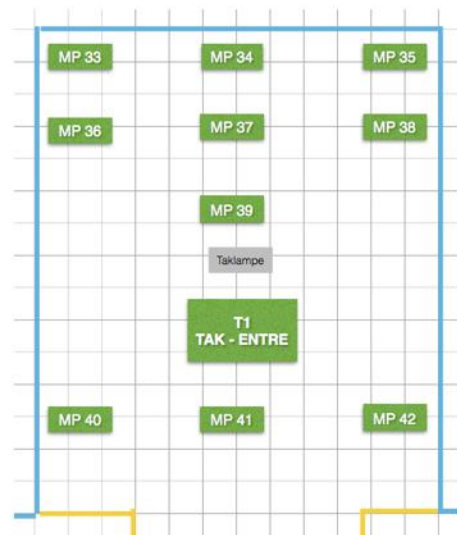 MP 33
MP 34
MP 35
MP 36
MP 37
MP 38
MP 39
Taklampe
T1
TAK - ENTRE
MP 40
MP 41
MP 42